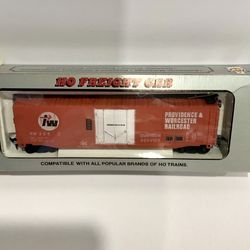 HO FREIGHT CAR
PW
PROVIDENCE &
WORCESTER
RAILROAD
COMPATIBLE WITH ALL POPULAR BRANDS OF HO TRAINS.